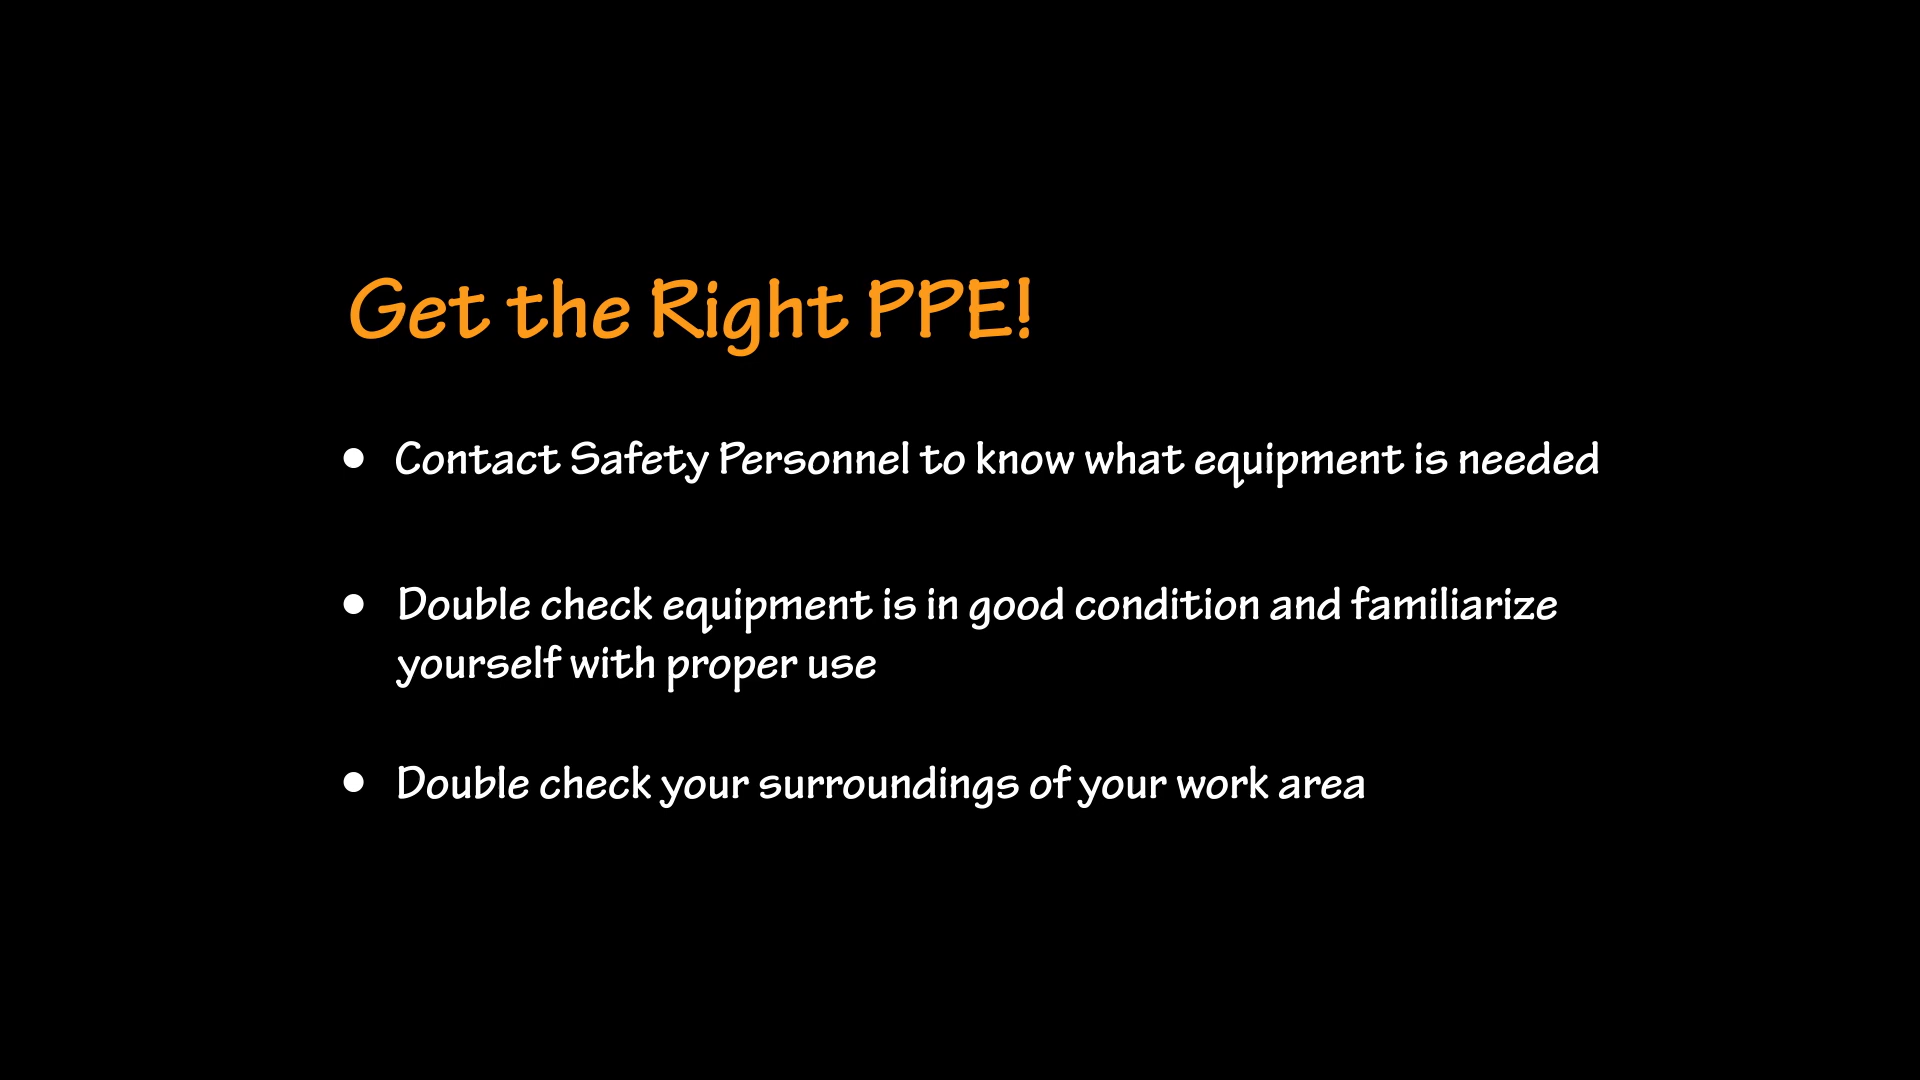 Get the Right PPE!
• Contact Safety Personnel to know what equipment is needed
• Double check equipment is in good condition and familiarize
yourself with proper use
• Double check your surroundings of your work area